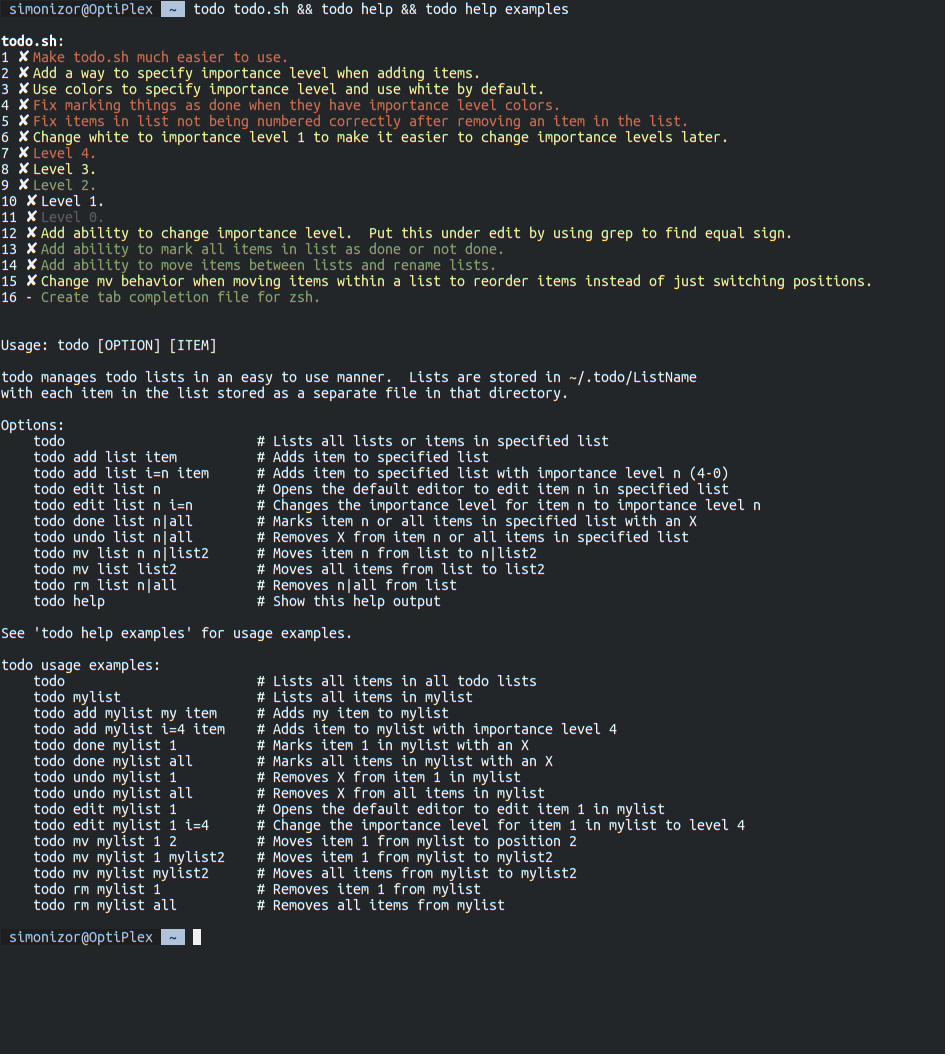 simonizor@OptiPlex ~ todo todo.sh && todo help && todo help examples
todo.sh:
1 ✘ Make todo.sh much easier to use.
2 ✘ Add a way to specify importance level when adding items.
3 ✘ Use colors to specify importance level and use white by default.
4 ✘ Fix marking things as done when they have importance level colors.
5 ✘ Fix items in list not being numbered correctly after removing an item in the list.
6 ✘ Change white to importance level 1 to make it easier to change importance levels later.
7 ✘ Level 4.
8 ✘ Level 3.
9 ✘ Level 2.
10 ✘ Level 1.
11 ✘ Level 0.
12 ✘ Add ability to change importance level.  Put this under edit by using grep to find equal sign.
13 ✘ Add ability to mark all items in list as done or not done.
14 ✘ Add ability to move items between lists and rename lists.
15 ✘ Change mv behavior when moving items within a list to reorder items instead of just switching positions.
16 - Create tab completion file for zsh.
Usage: todo [OPTION] [ITEM]
todo manages todo lists in an easy to use manner.  Lists are stored in ~/.todo/ListName
with each item in the list stored as a separate file in that directory.
Options:
todo                        # Lists all lists or items in specified list
todo add list item          # Adds item to specified list
todo add list i=n item      # Adds item to specified list with importance level n (4-0)
todo edit list n            # Opens the default editor to edit item n in specified list
todo edit list n i=n        # Changes the importance level for item n to importance level n
todo done list n|all        # Marks item n or all items in specified list with an X
todo undo list n|all        # Removes X from item n or all items in specified list
todo mv list n n|list2      # Moves item n from list to n|list2
todo mv list list2          # Moves all items from list to list2
todo rm list n|all          # Removes n|all from list
todo help                   # Show this help output
See 'todo help examples' for usage examples.
todo usage examples:
todo                        # Lists all items in all todo lists
todo mylist                 # Lists all items in mylist
todo add mylist my item     # Adds my item to mylist
todo add mylist i=4 item    # Adds item to mylist with importance level 4
todo done mylist 1          # Marks item 1 in mylist with an X
todo done mylist all        # Marks all items in mylist with an X
todo undo mylist 1          # Removes X from item 1 in mylist
todo undo mylist all        # Removes X from all items in mylist
todo edit mylist 1          # Opens the default editor to edit item 1 in mylist
todo edit mylist 1 i=4      # Change the importance level for item 1 in mylist to level 4
todo mv mylist 1 2          # Moves item 1 from mylist to position 2
todo mv mylist 1 mylist2    # Moves item 1 from mylist to mylist2
todo mv mylist mylist2      # Moves all items from mylist to mylist2
todo rm mylist 1            # Removes item 1 from mylist
todo rm mylist all          # Removes all items from mylist
simonizor@OptiPlex ~